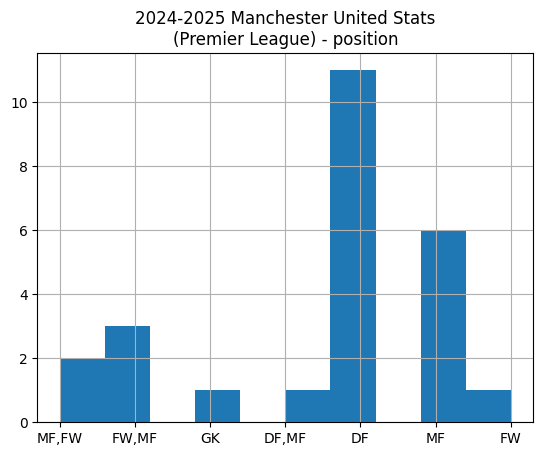 2024-2025 Manchester United Stats
(Premier League) - position
10
8
6
4
2
0
MF,FW FW,MF GK DF,MF DF MF FW